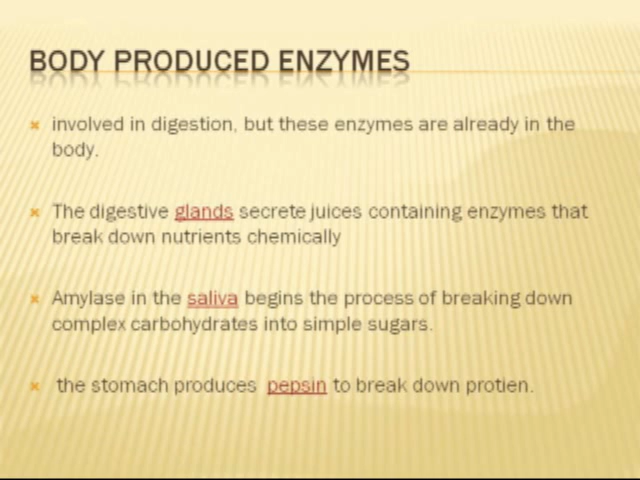 BODY PRODUCED ENZYMES
involved in digestion, but these enzymes are already in the
body.
The digestive glands secrete juices containing enzymes that
break down nutrients chemically
Amylase in the saliva begins the process of breaking down
complex carbohydrates into simple sugars.
the stomach produces pepsin to break down protien.